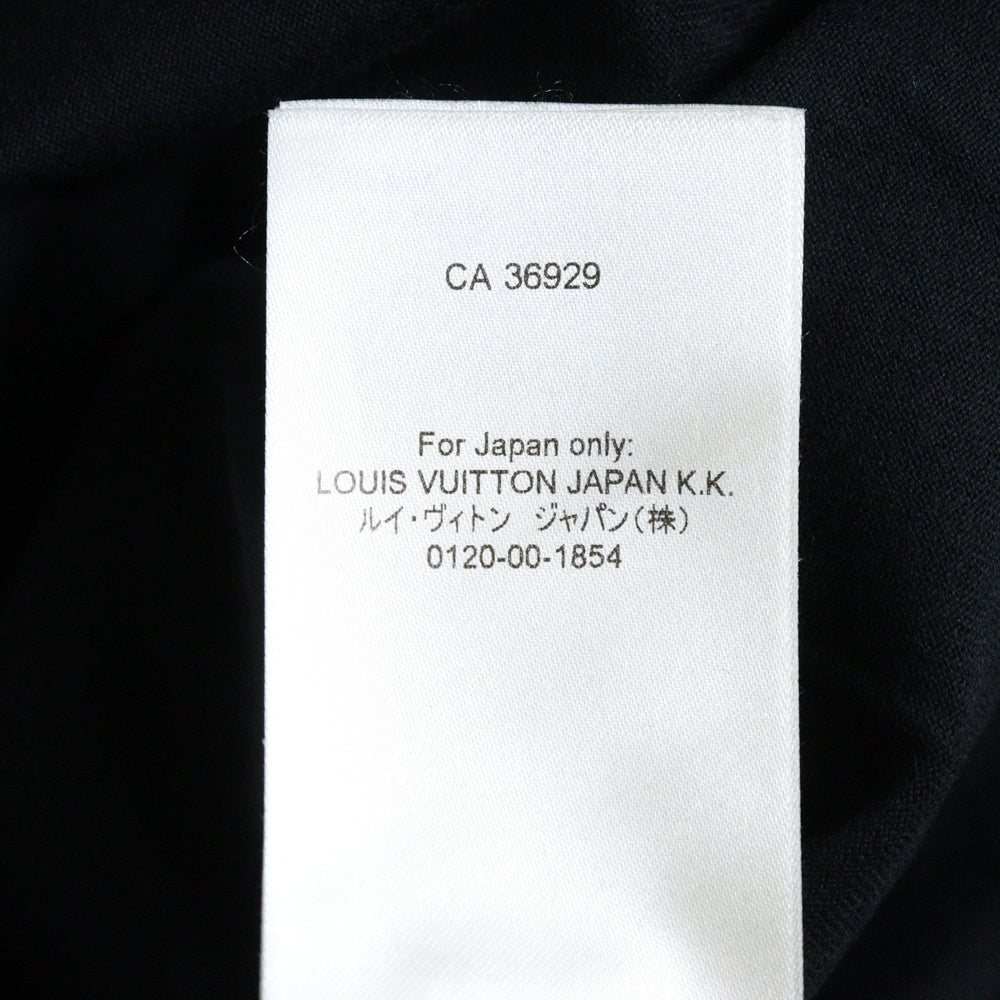 CA 36929
For Japan only:
LOUIS VUITTON JAPAN K.K.
ルイ・ヴィトン ジャパン(株)
0120-00-1854